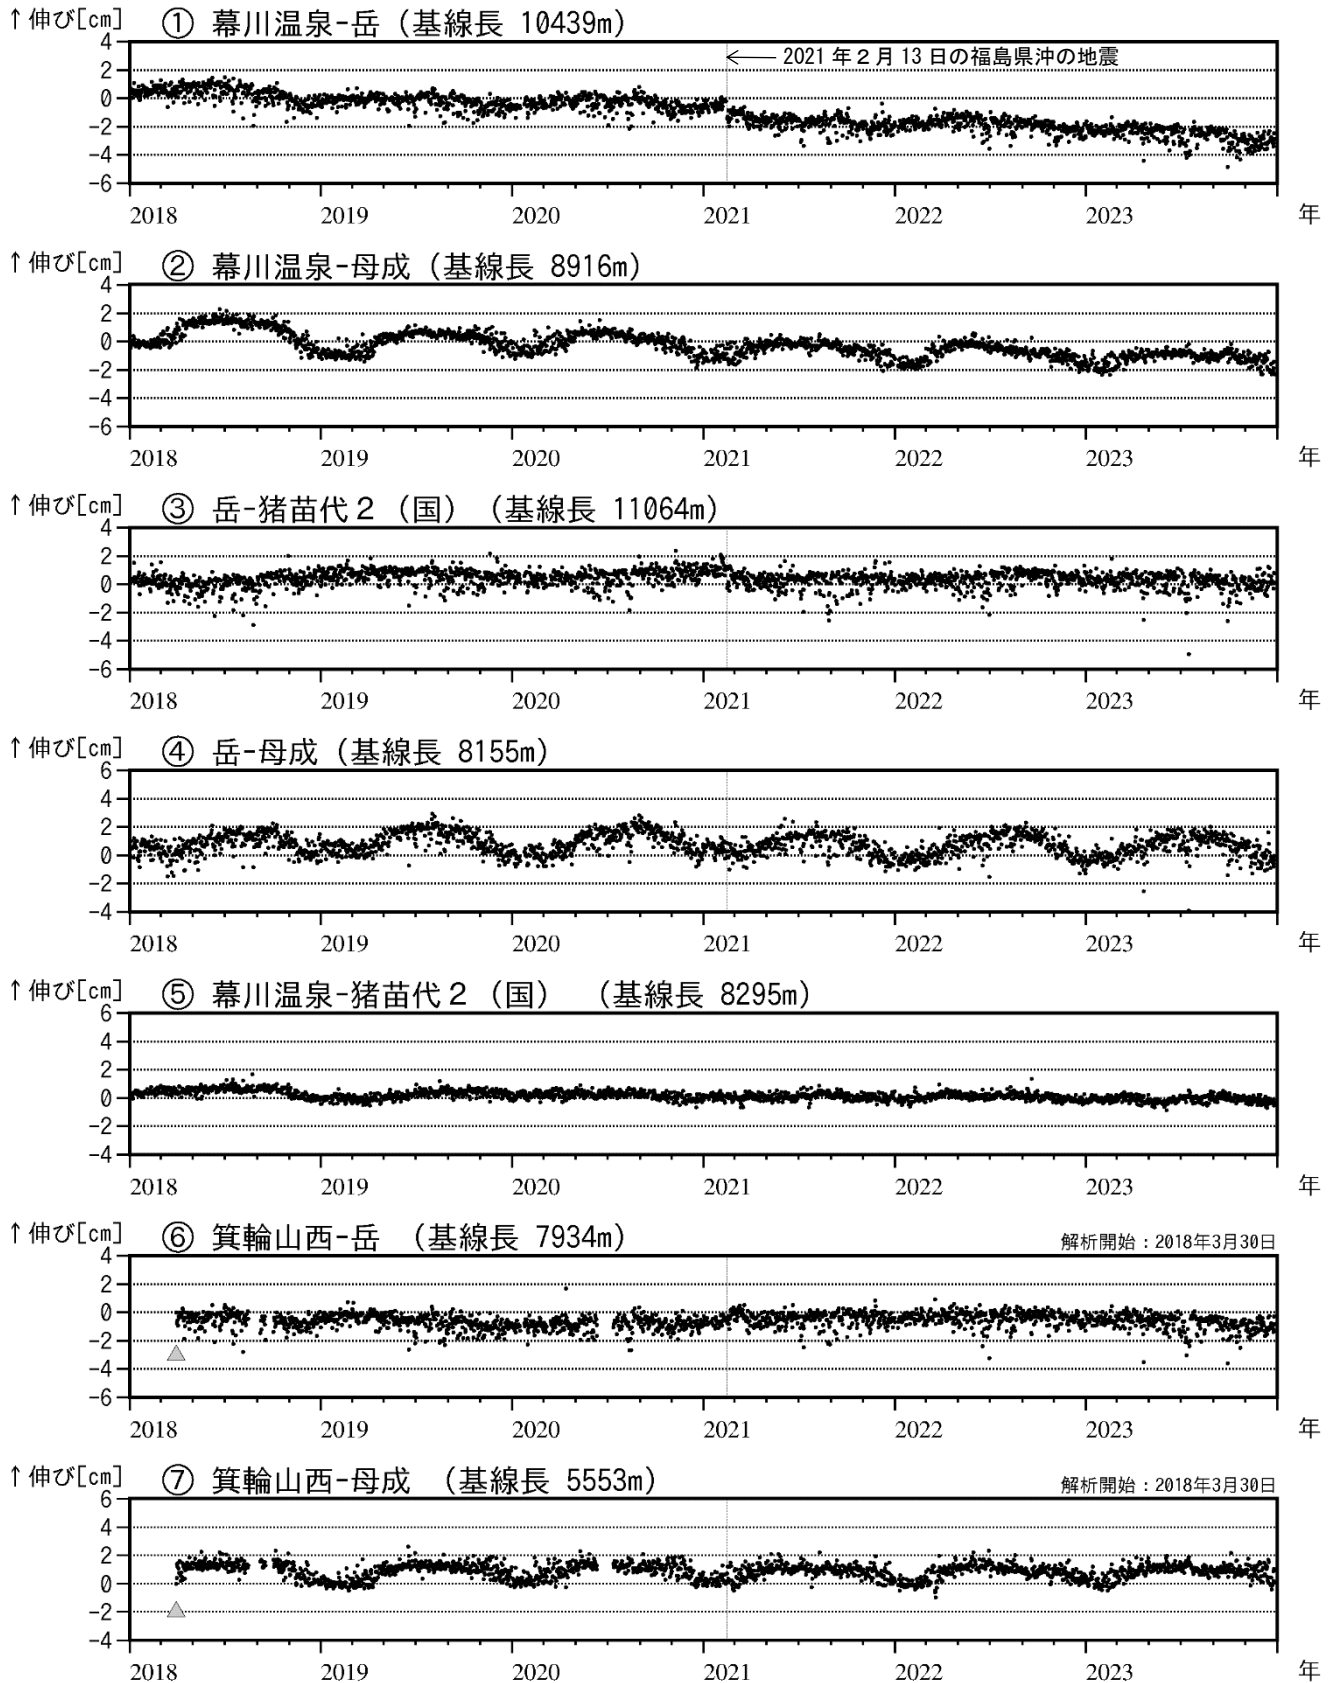 ↑伸び[cm] ① 幕川温泉-岳（基線長 10439m）
4
← 2021年2月13日の福島県沖の地震
2
0
-2
-4
-6
2018 2019 2020 2021 2022 2023 年
↑伸び[cm] ② 幕川温泉-母成（基線長 8916m）
4
2
0
-2
-4
-6
2018 2019 2020 2021 2022 2023 年
↑伸び[cm] ③ 岳-猪苗代２（国）（基線長 11064m）
4
2
0
-2
-4
-6
2018 2019 2020 2021 2022 2023 年
↑伸び[cm] ④ 岳-母成（基線長 8155m）
6
4
2
0
-2
-4
2018 2019 2020 2021 2022 2023 年
↑伸び[cm] ⑤ 幕川温泉-猪苗代２（国） （基線長 8295m）
6
4
2
0
-2
-4
2018 2019 2020 2021 2022 2023 年
↑伸び[cm] ⑥ 箕輪山西-岳 （基線長 7934m） 解析開始：2018年3月30日
4
2
0
-2
-4
-6
2018 2019 2020 2021 2022 2023 年
↑伸び[cm] ⑦ 箕輪山西-母成 （基線長 5553m） 解析開始：2018年3月30日
6
4
2
0
-2
-4
2018 2019 2020 2021 2022 2023 年